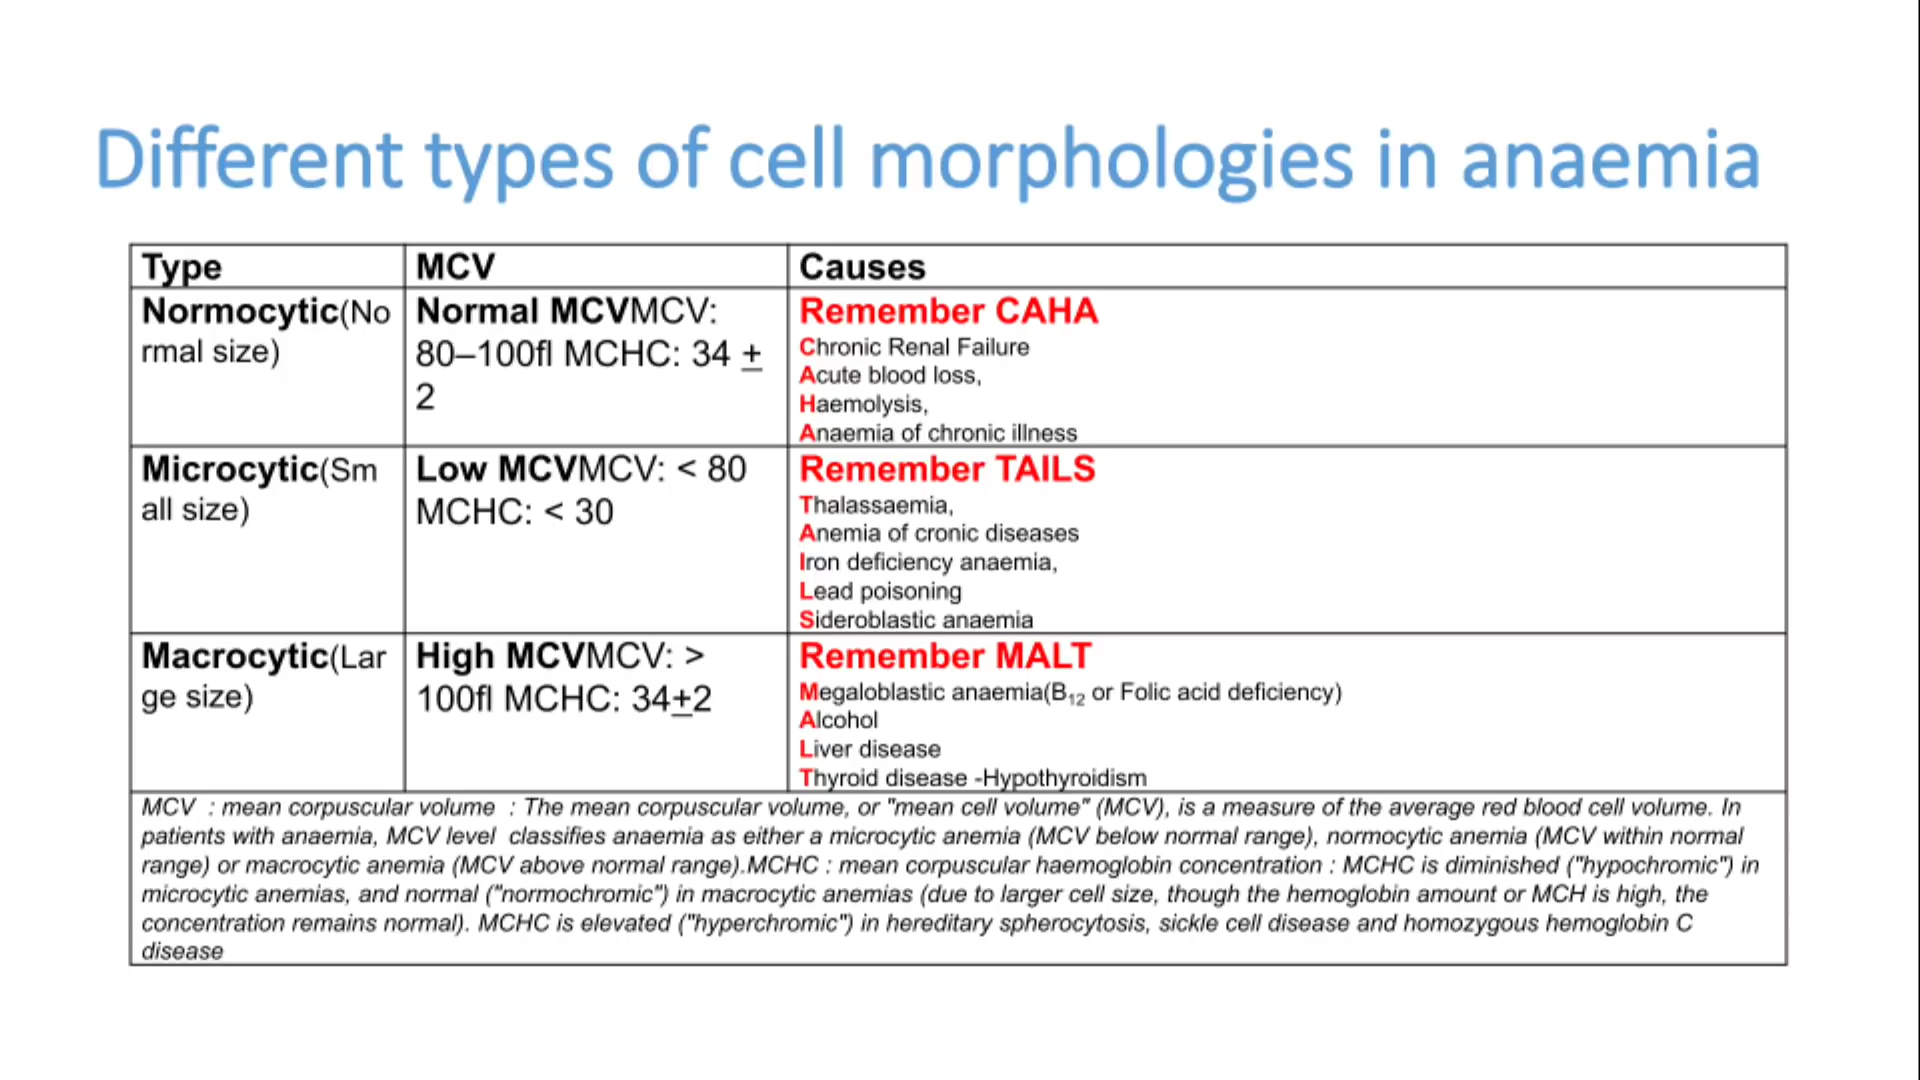 Different types of cell morphologies in anaemia
Type
MCV
Causes
Normocytic(No
rmal size)
Normal MCVMCV:
80–100fl MCHC: 34 +
2
Remember CAHA
Chronic Renal Failure
Acute blood loss,
Haemolysis,
Anaemia of chronic illness
Microcytic(Sm
all size)
Low MCVMCV: < 80
MCHC: < 30
Remember TAILS
Thalassaemia,
Anemia of cronic diseases
Iron deficiency anaemia,
Lead poisoning
Sideroblastic anaemia
Macrocytic(Lar
ge size)
High MCVMCV: >
100fl MCHC: 34+2
Remember MALT
Megaloblastic anaemia(B12 or Folic acid deficiency)
Alcohol
Liver disease
Thyroid disease -Hypothyroidism
MCV : mean corpuscular volume : The mean corpuscular volume, or "mean cell volume" (MCV), is a measure of the average red blood cell volume. In
patients with anaemia, MCV level classifies anaemia as either a microcytic anemia (MCV below normal range), normocytic anemia (MCV within normal
range) or macrocytic anemia (MCV above normal range).MCHC : mean corpuscular haemoglobin concentration : MCHC is diminished ("hypochromic") in
microcytic anemias, and normal ("normochromic") in macrocytic anemias (due to larger cell size, though the hemoglobin amount or MCH is high, the
concentration remains normal). MCHC is elevated ("hyperchromic") in hereditary spherocytosis, sickle cell disease and homozygous hemoglobin C
disease